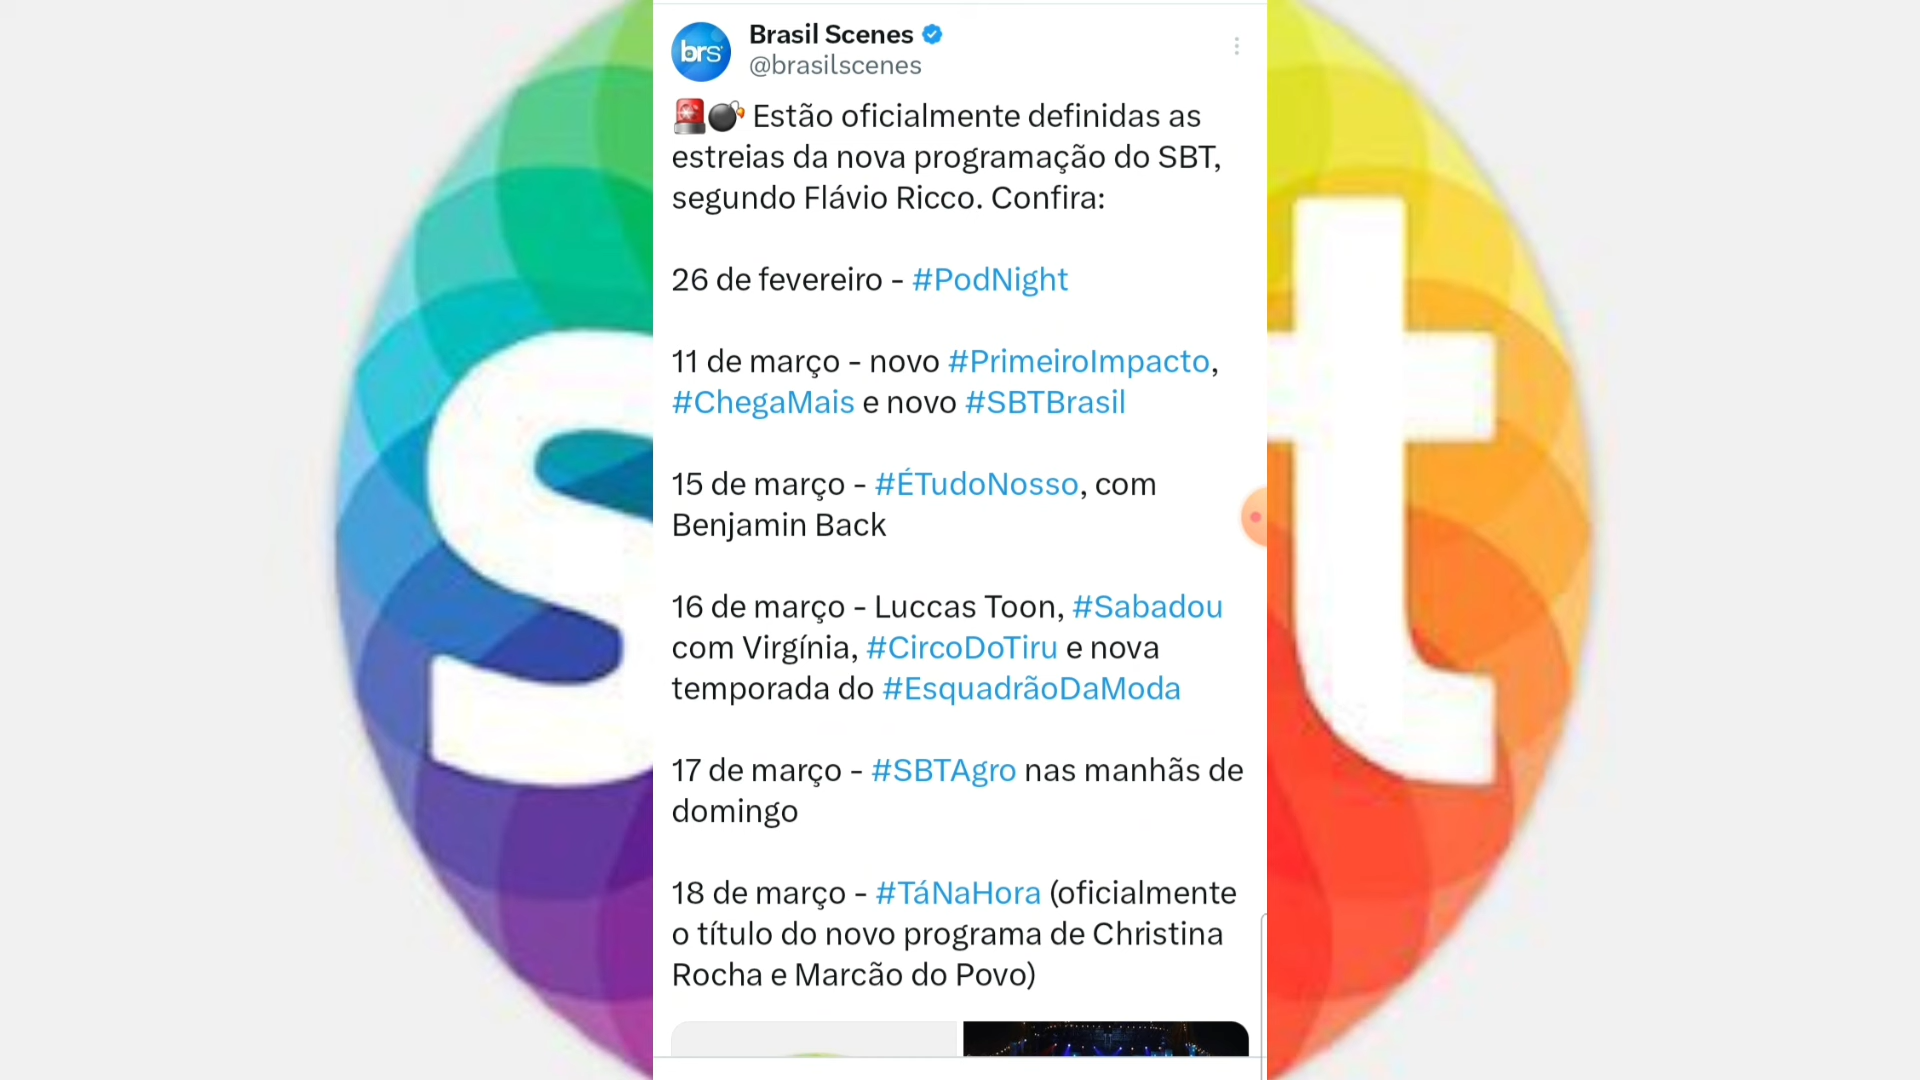 brs
Brasil Scenes
@brasilscenes
🚨💣 Estão oficialmente definidas as
estreias da nova programação do SBT,
segundo Flávio Ricco. Confira:
26 de fevereiro - #PodNight
11 de março - novo #PrimeiroImpacto,
#ChegaMais e novo #SBTBrasil
15 de março - #ÉTudoNosso, com
Benjamin Back
16 de março - Luccas Toon, #Sabadou
com Virgínia, #CircoDoTiru e nova
temporada do #EsquadrãoDaModa
17 de março - #SBTAgro nas manhãs de
domingo
18 de março - #TáNaHora (oficialmente
o título do novo programa de Christina
Rocha e Marcão do Povo)
S t